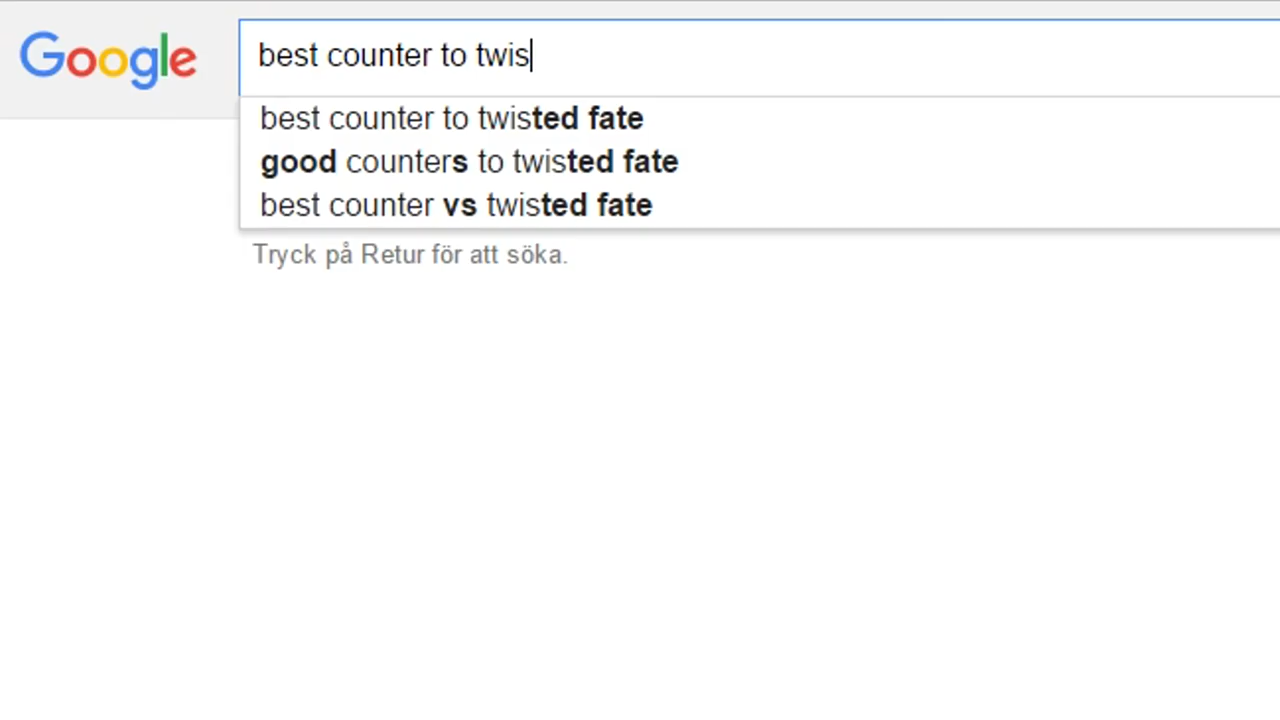 Google
best counter to twis
best counter to twisted fate
good counters to twisted fate
best counter vs twisted fate
Tryck på Retur för att söka.